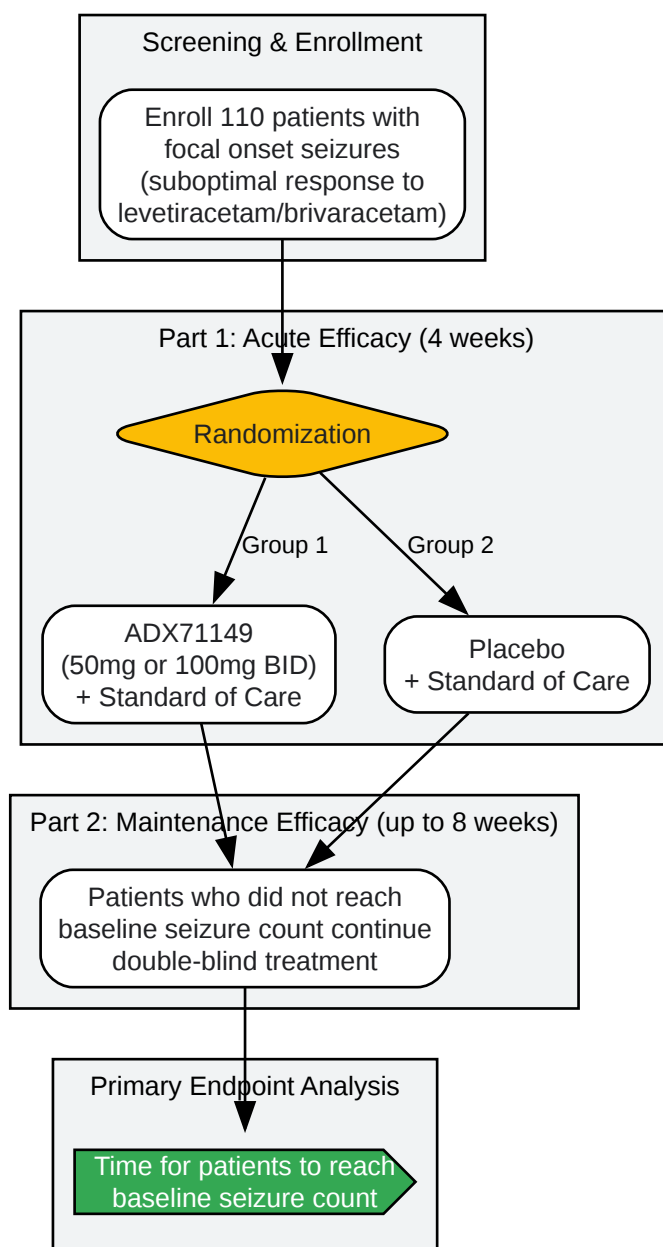 Screening & Enrollment
Enroll 110 patients with
focal onset seizures
(suboptimal response to
levetiracetam/brivaracetam)
Part 1: Acute Efficacy (4 weeks)
Randomization
Group 1
Group 2
ADX71149
(50mg or 100mg BID)
+ Standard of Care
Placebo
+ Standard of Care
Part 2: Maintenance Efficacy (up to 8 weeks)
Patients who did not reach
baseline seizure count continue
double-blind treatment
Primary Endpoint Analysis
Time for patients to reach
baseline seizure count